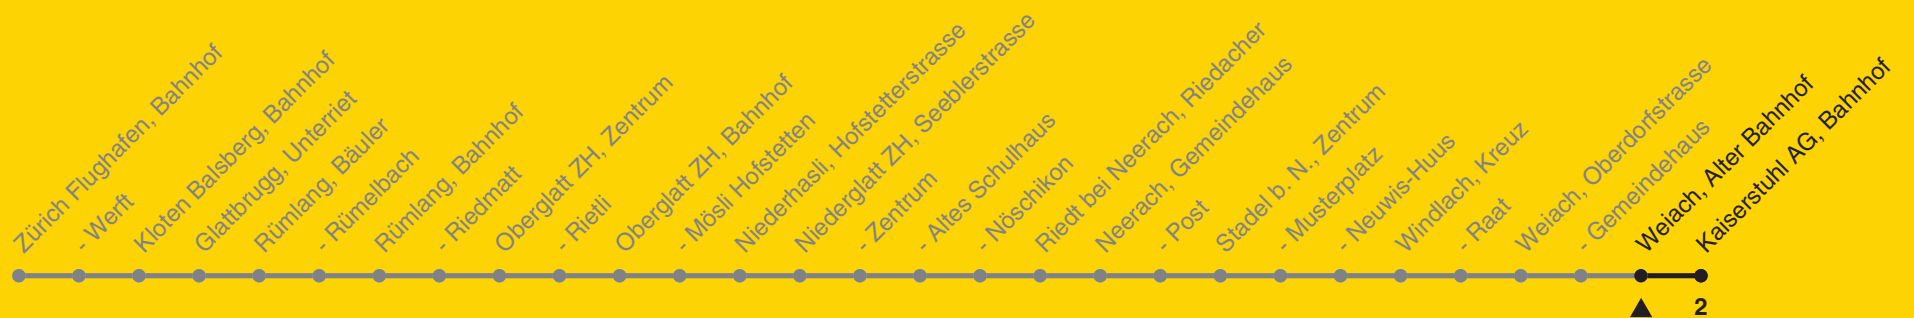 Zürich Flughafen, Bahnhof
- Werft
Kloten Balsberg, Bahnhof
Glattbrugg, Unterriet
Rümlang, Bäuler
- Rümelbach
Rümlang, Bahnhof
- Riedmatt
Oberglatt ZH, Zentrum
- Rietli
Oberglatt ZH, Bahnhof
- Mösli Hofstetten
Niederhasli, Hofstetterstrasse
Niederglatt ZH, Seeblerstrasse
- Zentrum
- Altes Schulhaus
- Nöschikon
Riedt bei Neerach, Riedacher
Neerach, Gemeindehaus
- Post
Stadel b. N., Zentrum
- Musterplatz
- Neuwis-Huus
Windlach, Kreuz
- Raat
Weiach, Oberdorfstrasse
- Gemeindehaus
Weiach, Alter Bahnhof
Kaiserstuhl AG, Bahnhof
2